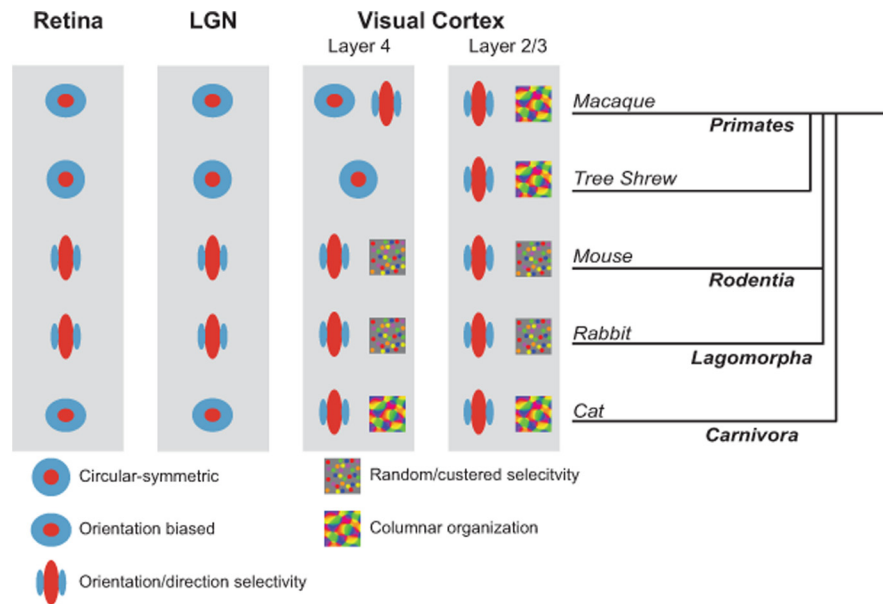 Retina LGN Visual Cortex
Layer 4 Layer 2/3
Macaque
Primates
Tree Shrew
Mouse
Rodentia
Rabbit
Lagomorpha
Cat
Carnivora
Circular-symmetric
Random/custered selecitvity
Orientation biased
Columnar organization
Orientation/direction selectivity